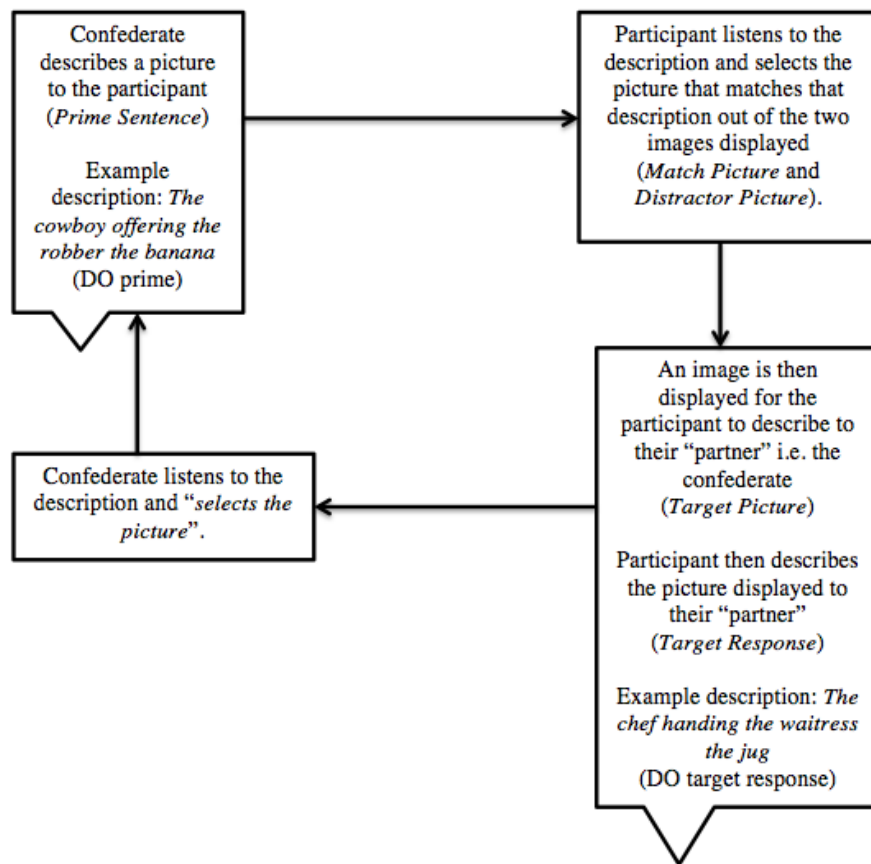 Confederate
describes a picture
to the participant
(Prime Sentence)
Example
description: The
cowboy offering the
robber the banana
(DO prime)
Participant listens to the
description and selects the
picture that matches that
description out of the two
images displayed
(Match Picture and
Distractor Picture).
An image is then
displayed for the
participant to describe to
their “partner” i.e. the
confederate
(Target Picture)
Participant then describes
the picture displayed to
their “partner”
(Target Response)
Example description: The
chef handing the waitress
the jug
(DO target response)
Confederate listens to the
description and “selects the
picture”.